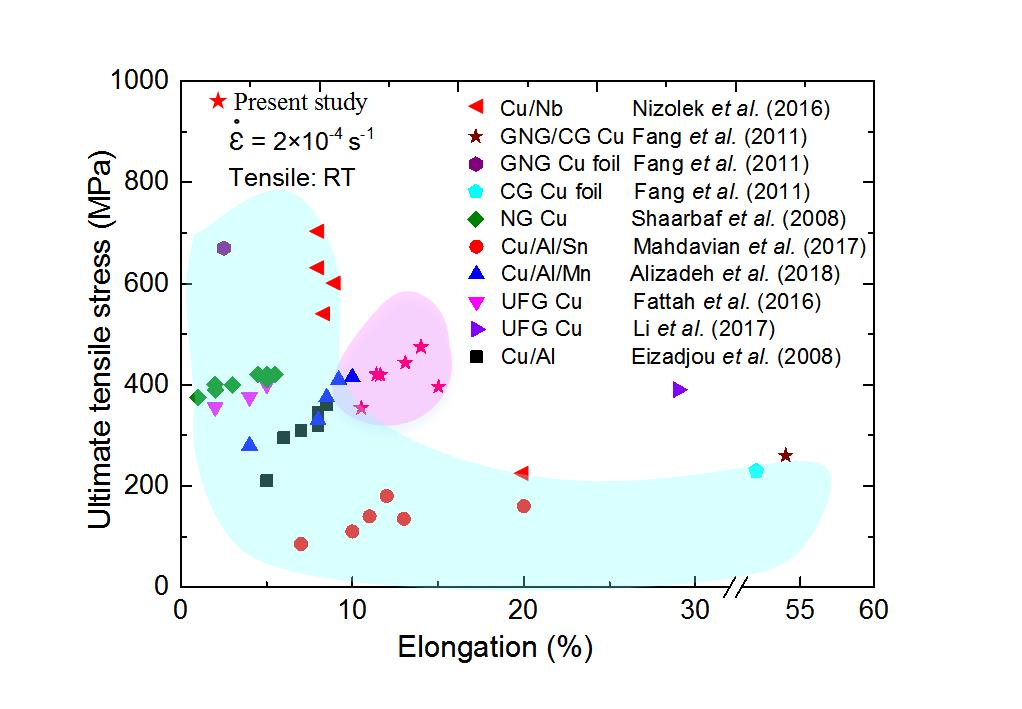 1000
800
600
400
200
0
Ultimate tensile stress (MPa)
★ Present study
ε̇ = 2×10⁻⁴ s⁻¹
Tensile: RT
Cu/Nb Nizolek et al. (2016)
GNG/CG Cu Fang et al. (2011)
GNG Cu foil Fang et al. (2011)
CG Cu foil Fang et al. (2011)
NG Cu Shaarbaf et al. (2008)
Cu/Al/Sn Mahdavian et al. (2017)
Cu/Al/Mn Alizadeh et al. (2018)
UFG Cu Fattah et al. (2016)
UFG Cu Li et al. (2017)
Cu/Al Eizadjou et al. (2008)
0 10 20 30 55 60
Elongation (%)